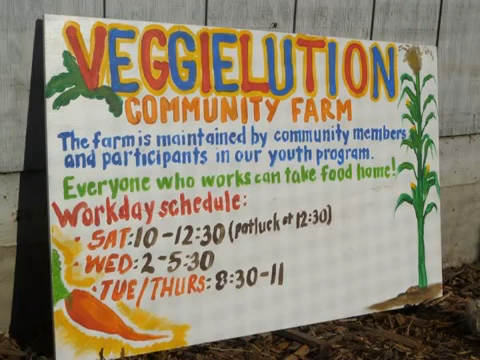 VEGGIELUTION
COMMUNITY FARM
The farm is maintained by community members
and participants in our youth program.
Everyone who works can take food home!
Workday schedule:
• SAT: 10-12:30 (potluck at 12:30)
• WED: 2-5:30
• TUE/THURS: 8:30-11